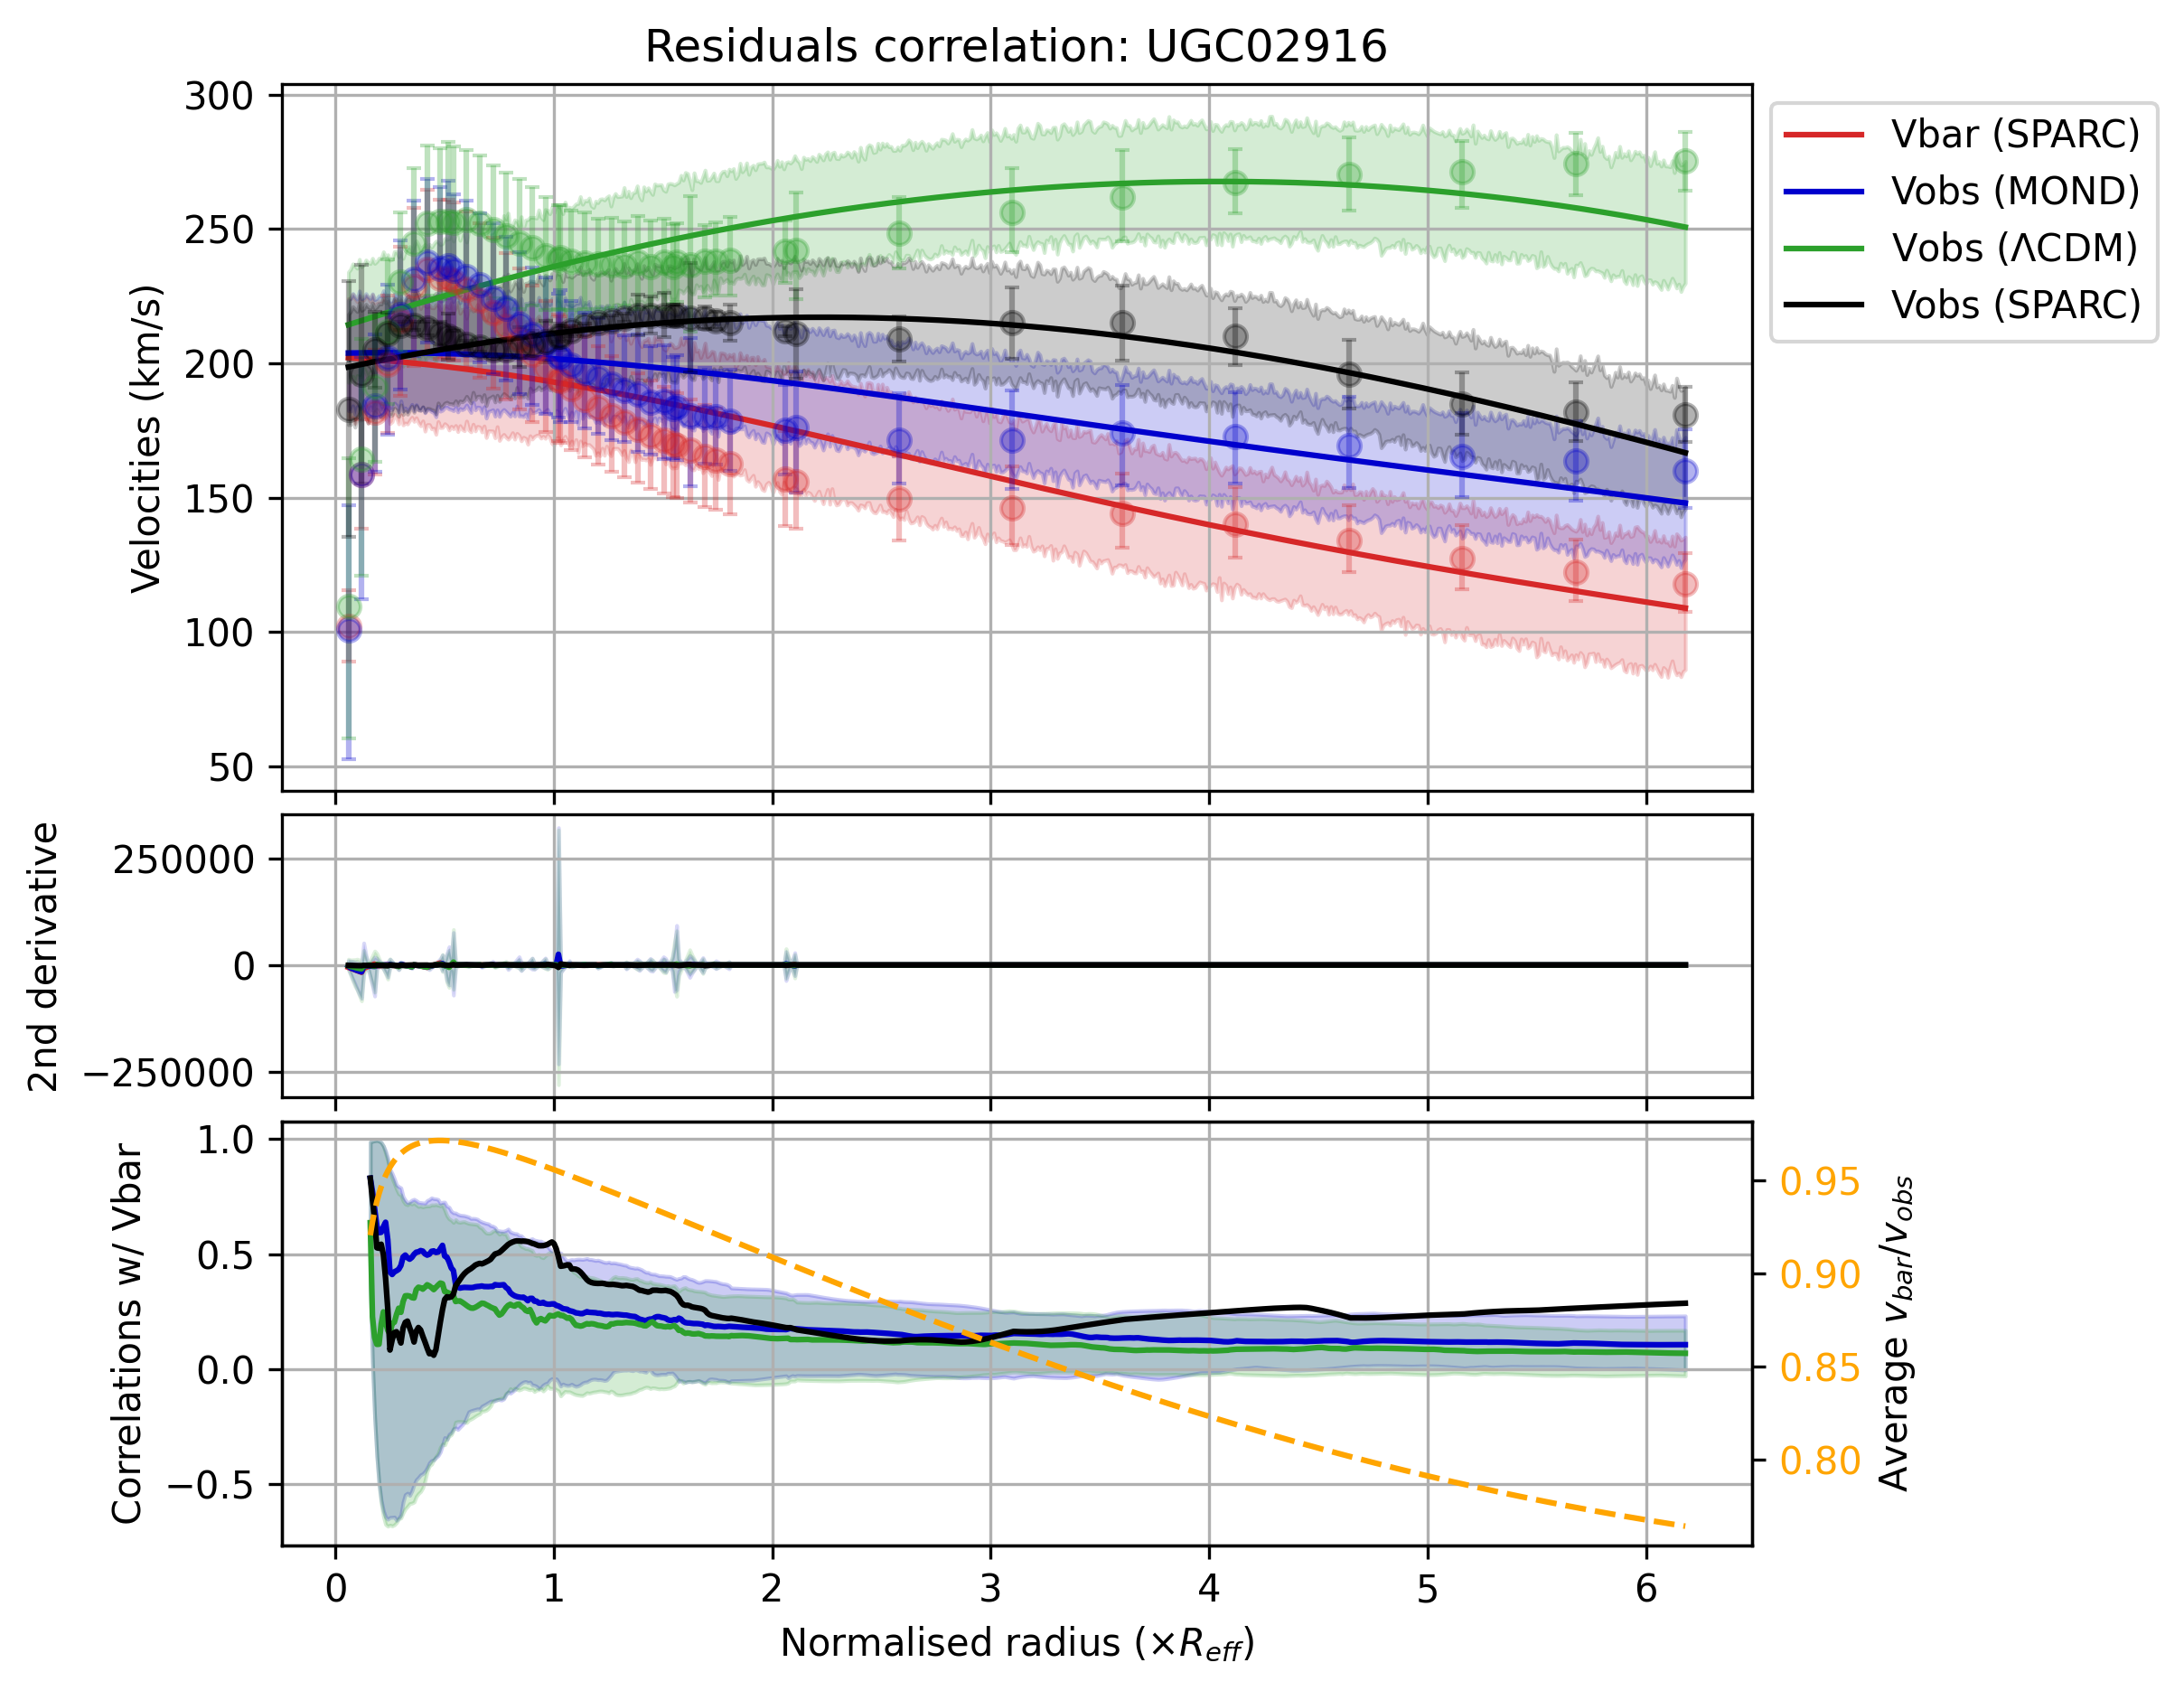 Residuals correlation: UGC02916
300
250
200
150
100
50
Velocities (km/s)
Vbar (SPARC)
Vobs (MOND)
Vobs (ΛCDM)
Vobs (SPARC)
250000
0
−250000
2nd derivative
1.0
0.5
0.0
−0.5
Correlations w/ Vbar
0.95
0.90
0.85
0.80
Average v_bar/v_obs
0 1 2 3 4 5 6
Normalised radius (×R_eff)